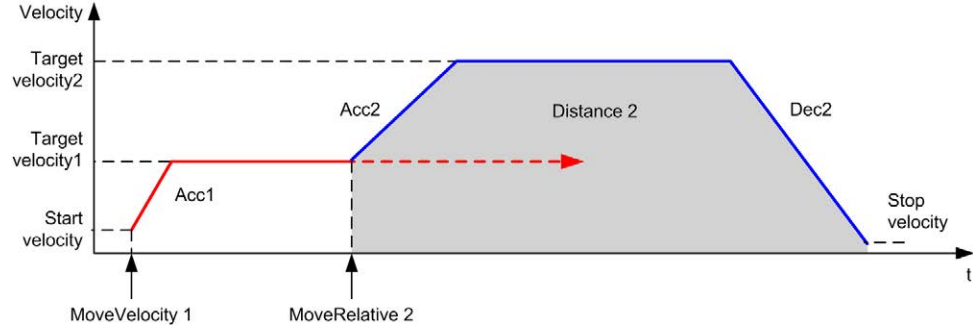 Velocity
Target
velocity2
Acc2
Distance 2
Dec2
Target
velocity1
Acc1
Start
velocity
Stop
velocity
t
MoveVelocity 1
MoveRelative 2